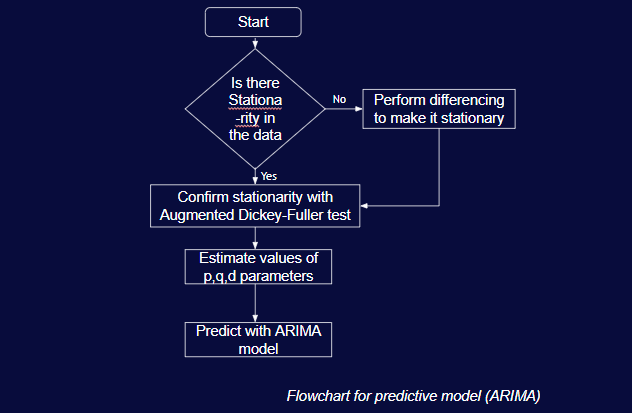 Start
Is there
Stationa
-rity in
the data
No
Perform differencing
to make it stationary
Yes
Confirm stationarity with
Augmented Dickey-Fuller test
Estimate values of
p,q,d parameters
Predict with ARIMA
model
Flowchart for predictive model (ARIMA)